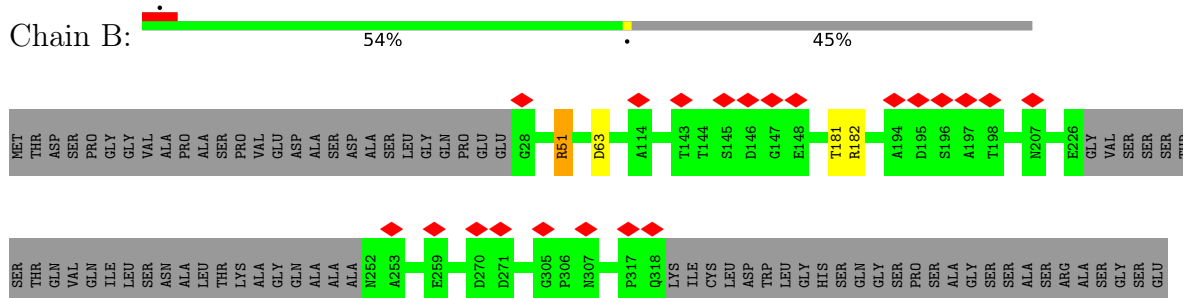 Chain B:
54%
45%
MET THR ASP SER PRO GLY GLY VAL ALA PRO ALA SER PRO VAL GLU ASP ALA SER ASP ALA SER LEU GLY GLN PRO GLU GLU G28 R51 D63 A114 T143 T144 S145 D146 G147 E148 T181 R182 A194 D195 S196 A197 T198 N207 E226 GLY VAL SER SER SER THR
SER THR GLN VAL GLN ILE LEU SER ASN ALA LEU THR LYS ALA GLY GLN ALA ALA ALA N252 A253 E259 D270 D271 G305 P306 N307 P317 Q318 LYS ILE CYS LEU ASP TRP LEU GLY HIS SER GLN GLY SER PRO SER ALA GLY SER SER ALA SER ARG ALA SER GLY SER GLU